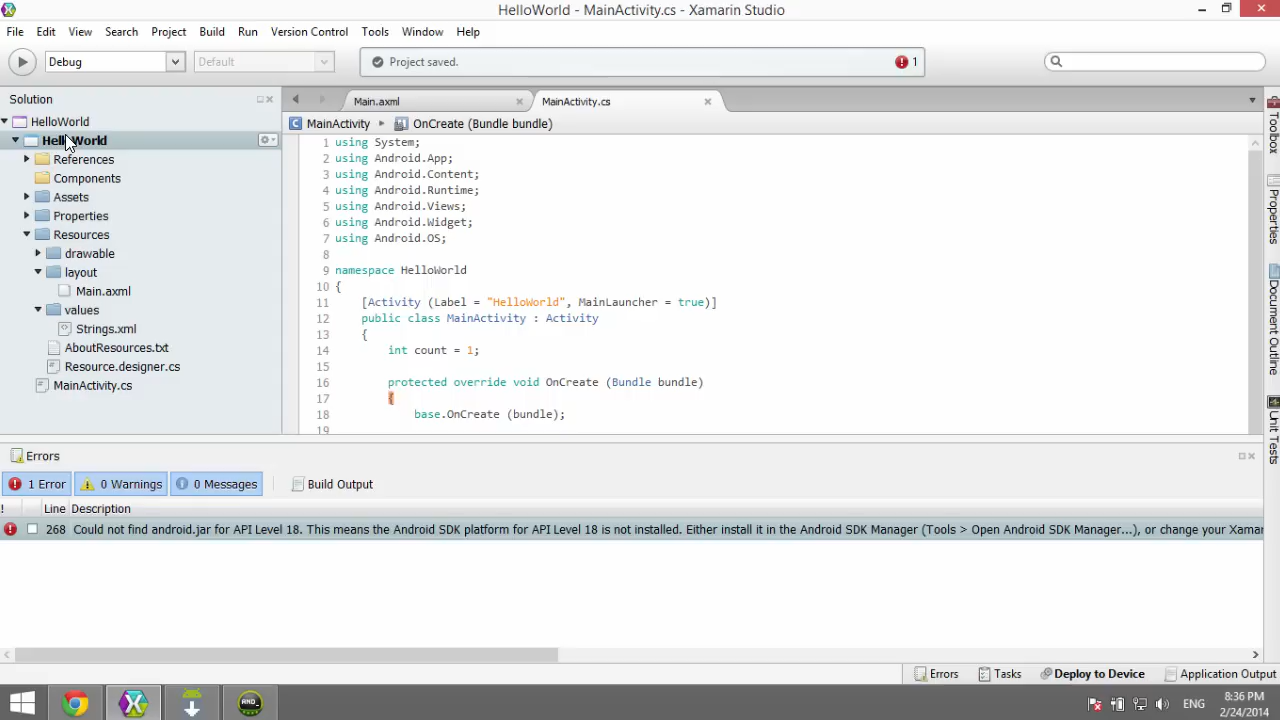 HelloWorld - MainActivity.cs - Xamarin Studio
File Edit View Search Project Build Run Version Control Tools Window Help
Debug
Default
Project saved.
1
Solution
HelloWorld
HelloWorld
References
Components
Assets
Properties
Resources
drawable
layout
Main.axml
values
Strings.xml
AboutResources.txt
Resource.designer.cs
MainActivity.cs
Main.axml
MainActivity.cs
C MainActivity OnCreate (Bundle bundle)
1 using System;
2 using Android.App;
3 using Android.Content;
4 using Android.Runtime;
5 using Android.Views;
6 using Android.Widget;
7 using Android.OS;
8
9 namespace HelloWorld
10 {
11 [Activity (Label = "HelloWorld", MainLauncher = true)]
12 public class MainActivity : Activity
13 {
14 int count = 1;
15
16 protected override void OnCreate (Bundle bundle)
17 {
18 base.OnCreate (bundle);
19
Toolbox
Properties
Document Outline
Unit Tests
Errors
1 Error
0 Warnings
0 Messages
Build Output
! Line Description
268 Could not find android.jar for API Level 18. This means the Android SDK platform for API Level 18 is not installed. Either install it in the Android SDK Manager (Tools > Open Android SDK Manager...), or change your Xamar
Errors
Tasks
Deploy to Device
Application Output
ENG
8:36 PM
2/24/2014